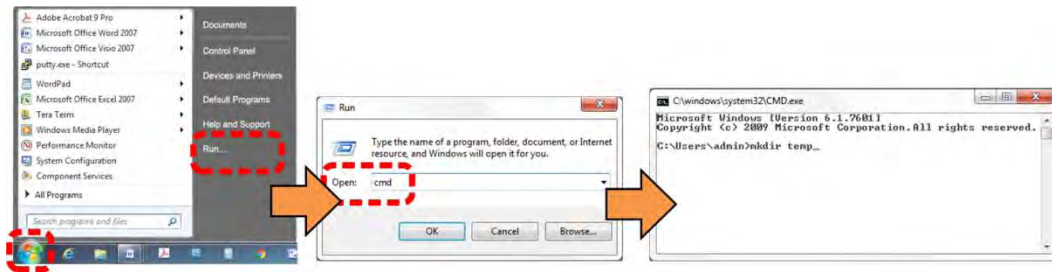 Adobe Acrobat 9 Pro
Microsoft Office Word 2007
Microsoft Office Visio 2007
putty.exe - Shortcut
WordPad
Microsoft Office Excel 2007
Tera Term
Windows Media Player
Performance Monitor
System Configuration
Component Services
All Programs
Search programs and files
Documents
Control Panel
Devices and Printers
Default Programs
Help and Support
Run...
Run
Type the name of a program, folder, document, or Internet
resource, and Windows will open it for you.
Open: cmd
OK Cancel Browse...
C:\windows\system32\CMD.exe
Microsoft Windows [Version 6.1.7601]
Copyright (c) 2009 Microsoft Corporation.All rights reserved.
C:\Users\admin>mkdir temp_